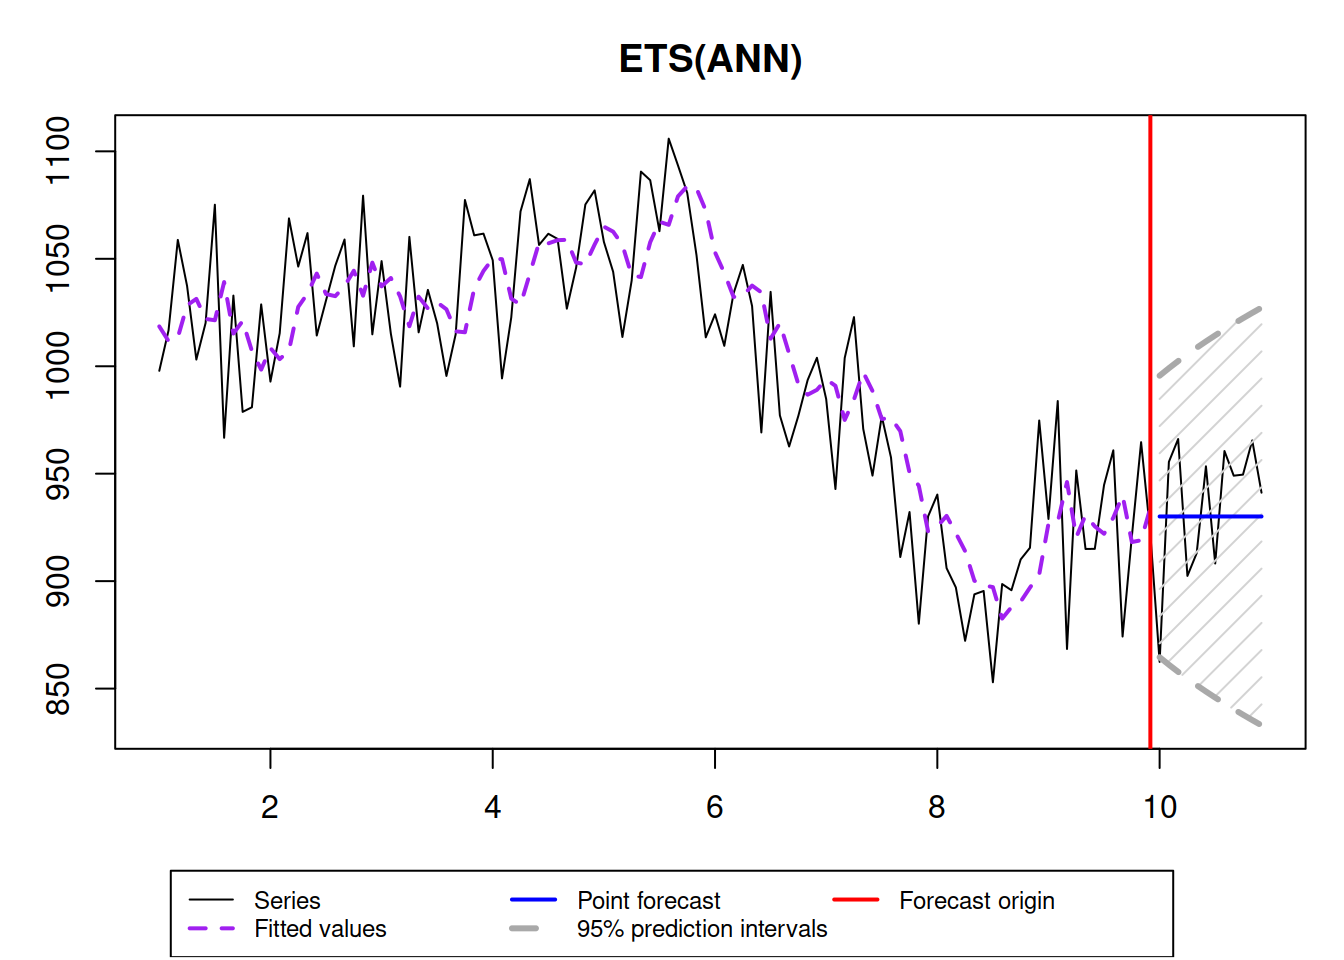 ETS(ANN)
1100
1050
1000
950
900
850
2 4 6 8 10
Series Point forecast Forecast origin
Fitted values 95% prediction intervals